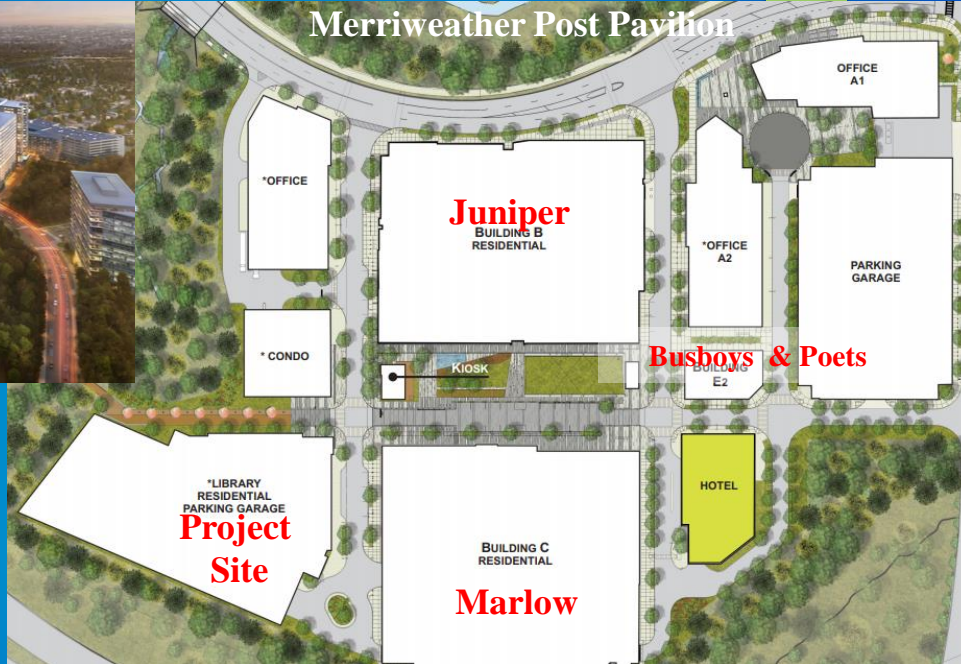 Merriweather Post Pavilion
OFFICE
A1
*OFFICE
Juniper
BUILDING B
RESIDENTIAL
*OFFICE
A2
PARKING
GARAGE
* CONDO
KIOSK
Busboys & Poets
BUILDING
E2
*LIBRARY
RESIDENTIAL
PARKING GARAGE
Project
Site
HOTEL
BUILDING C
RESIDENTIAL
Marlow